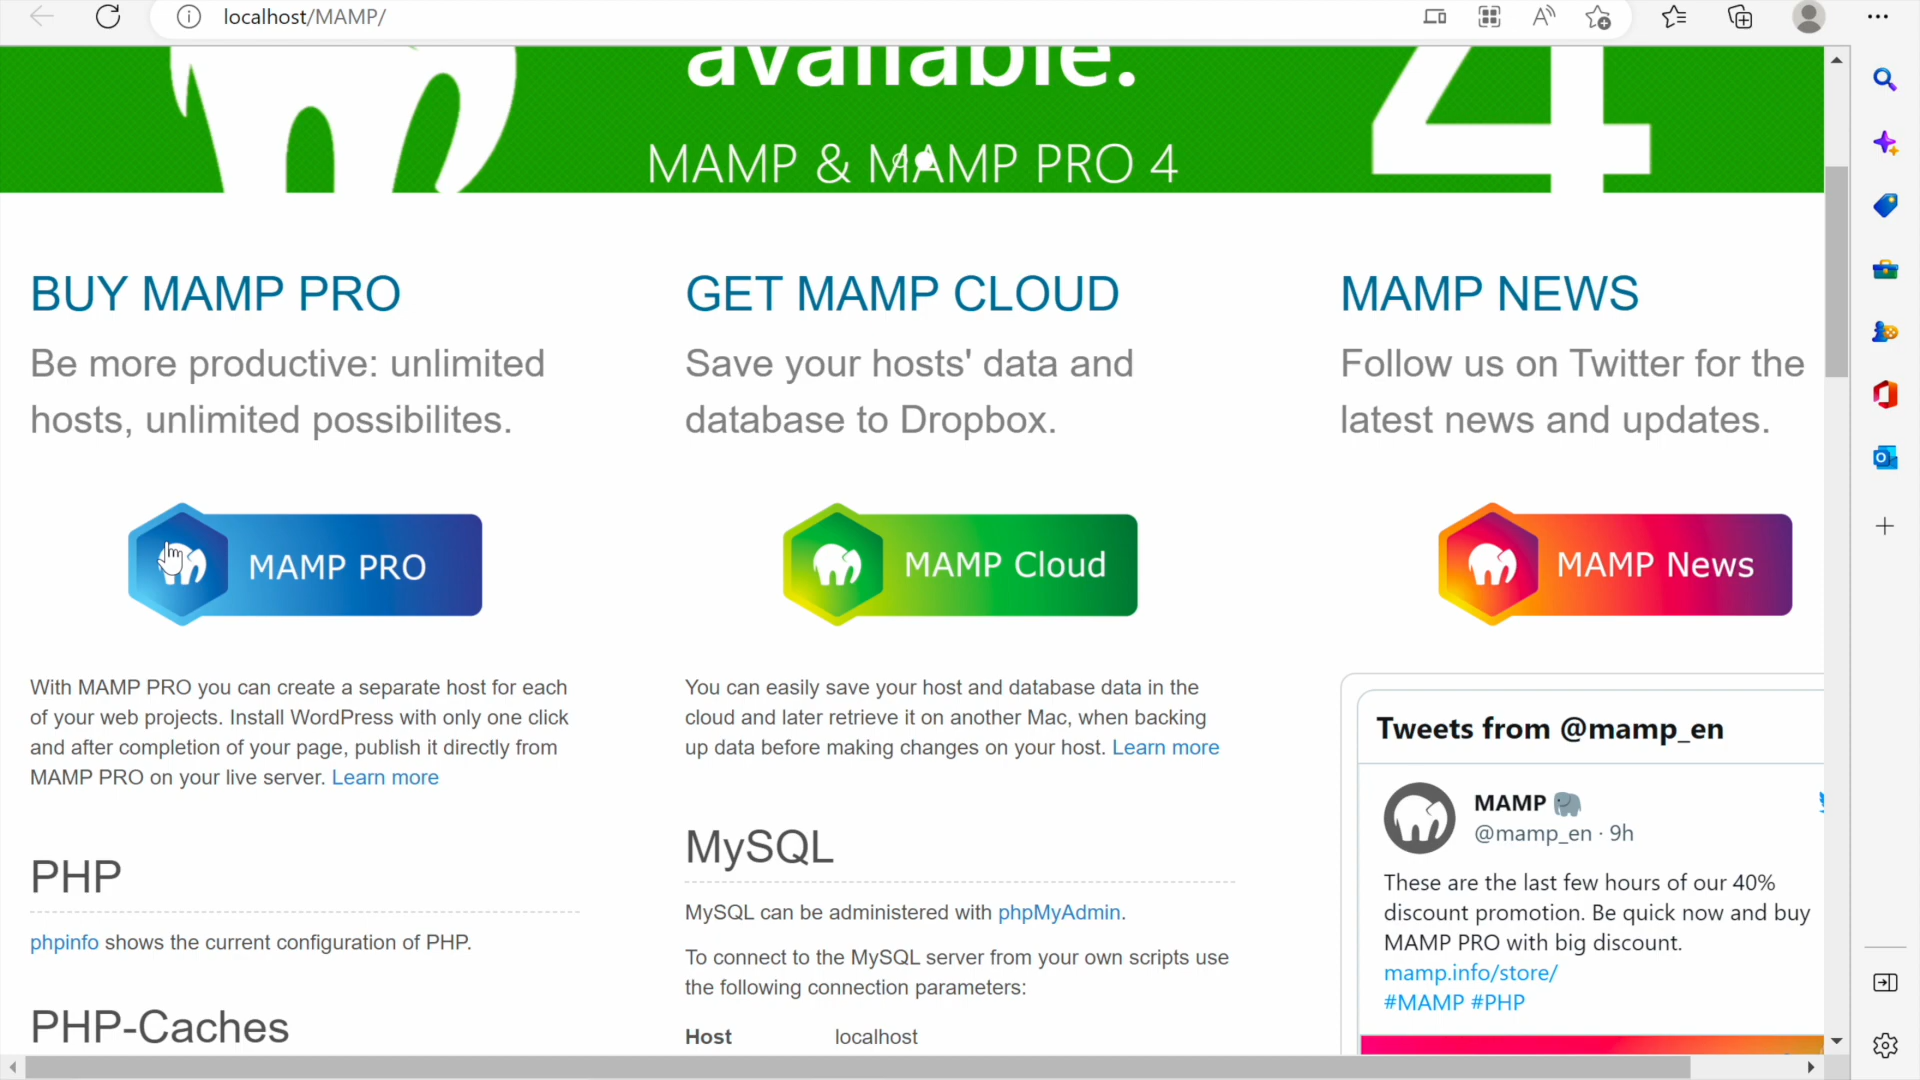 localhost/MAMP/
available.
4
MAMP & MAMP PRO 4
BUY MAMP PRO
Be more productive: unlimited
hosts, unlimited possibilites.
MAMP PRO
With MAMP PRO you can create a separate host for each
of your web projects. Install WordPress with only one click
and after completion of your page, publish it directly from
MAMP PRO on your live server. Learn more
PHP
phpinfo shows the current configuration of PHP.
PHP-Caches
GET MAMP CLOUD
Save your hosts' data and
database to Dropbox.
MAMP Cloud
You can easily save your host and database data in the
cloud and later retrieve it on another Mac, when backing
up data before making changes on your host. Learn more
MySQL
MySQL can be administered with phpMyAdmin.
To connect to the MySQL server from your own scripts use
the following connection parameters:
Host localhost
MAMP NEWS
Follow us on Twitter for the
latest news and updates.
MAMP News
Tweets from @mamp_en
MAMP 🐘
@mamp_en · 9h
These are the last few hours of our 40%
discount promotion. Be quick now and buy
MAMP PRO with big discount.
mamp.info/store/
#MAMP #PHP